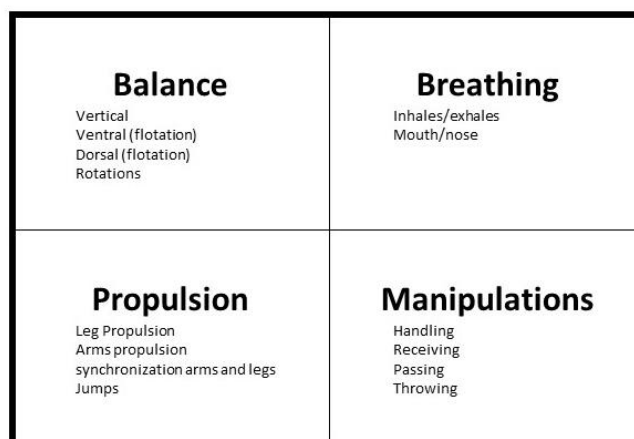 Balance
Vertical
Ventral (flotation)
Dorsal (flotation)
Rotations
Breathing
Inhales/exhales
Mouth/nose
Propulsion
Leg Propulsion
Arms propulsion
synchronization arms and legs
Jumps
Manipulations
Handling
Receiving
Passing
Throwing